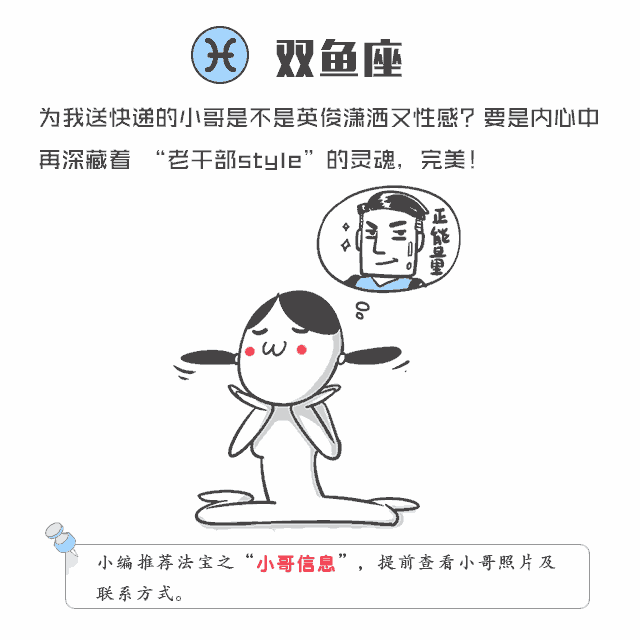 双鱼座
为我送快递的小哥是不是英俊潇洒又性感？要是内心中
再深藏着 “老干部style”的灵魂，完美！
正能量
小编推荐法宝之“小哥信息”，提前查看小哥照片及
联系方式。